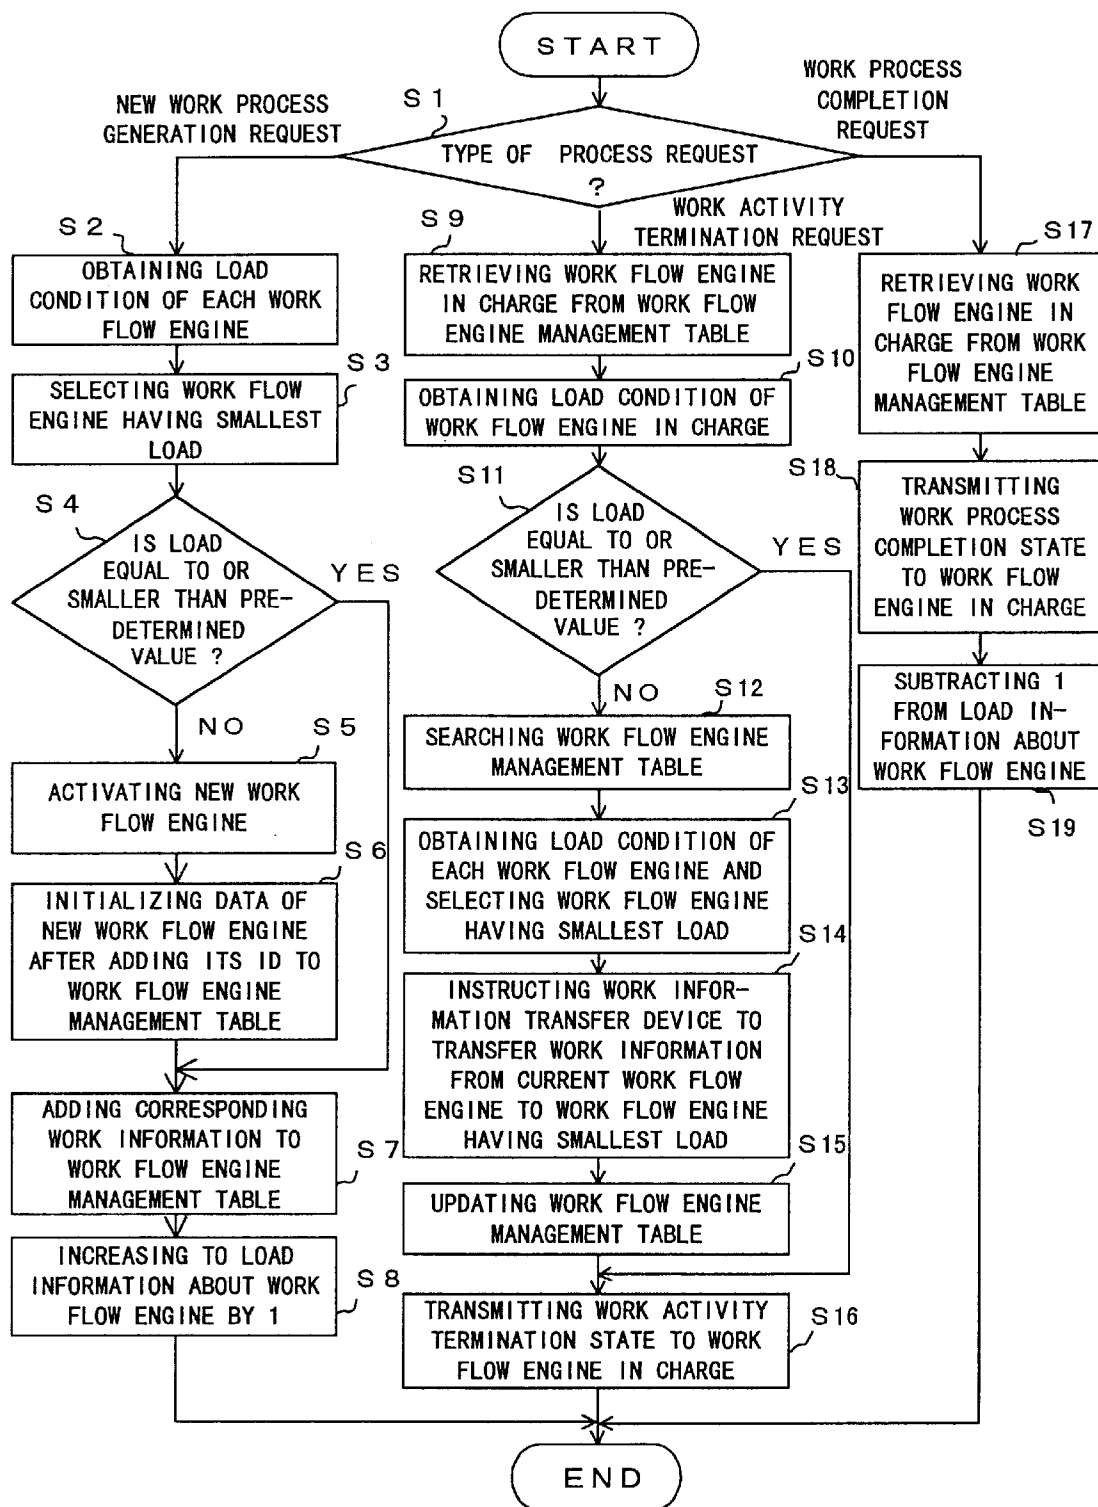 START
NEW WORK PROCESS
GENERATION REQUEST
S1
WORK PROCESS
COMPLETION
REQUEST
TYPE OF PROCESS REQUEST
?
S2
OBTAINING LOAD
CONDITION OF EACH WORK
FLOW ENGINE
S3
SELECTING WORK FLOW
ENGINE HAVING SMALLEST
LOAD
S4
IS LOAD
EQUAL TO OR
SMALLER THAN PRE-
DETERMINED
VALUE ?
YES
NO
S5
ACTIVATING NEW WORK
FLOW ENGINE
S6
INITIALIZING DATA OF
NEW WORK FLOW ENGINE
AFTER ADDING ITS ID TO
WORK FLOW ENGINE
MANAGEMENT TABLE
ADDING CORRESPONDING
WORK INFORMATION TO
WORK FLOW ENGINE
MANAGEMENT TABLE
S7
INCREASING TO LOAD
INFORMATION ABOUT WORK
FLOW ENGINE BY 1
S8
S9
WORK ACTIVITY
TERMINATION REQUEST
RETRIEVING WORK FLOW ENGINE
IN CHARGE FROM WORK FLOW
ENGINE MANAGEMENT TABLE
S10
OBTAINING LOAD CONDITION OF
WORK FLOW ENGINE IN CHARGE
S11
IS LOAD
EQUAL TO OR
SMALLER THAN PRE-
DETERMINED
VALUE ?
YES
NO
S12
SEARCHING WORK FLOW ENGINE
MANAGEMENT TABLE
S13
OBTAINING LOAD CONDITION OF
EACH WORK FLOW ENGINE AND
SELECTING WORK FLOW ENGINE
HAVING SMALLEST LOAD
S14
INSTRUCTING WORK INFOR-
MATION TRANSFER DEVICE TO
TRANSFER WORK INFORMATION
FROM CURRENT WORK FLOW
ENGINE TO WORK FLOW ENGINE
HAVING SMALLEST LOAD
S15
UPDATING WORK FLOW ENGINE
MANAGEMENT TABLE
TRANSMITTING WORK ACTIVITY
TERMINATION STATE TO WORK
FLOW ENGINE IN CHARGE
S16
S17
RETRIEVING WORK
FLOW ENGINE IN
CHARGE FROM WORK
FLOW ENGINE
MANAGEMENT TABLE
S18
TRANSMITTING
WORK PROCESS
COMPLETION STATE
TO WORK FLOW
ENGINE IN CHARGE
SUBTRACTING 1
FROM LOAD IN-
FORMATION ABOUT
WORK FLOW ENGINE
S19
END